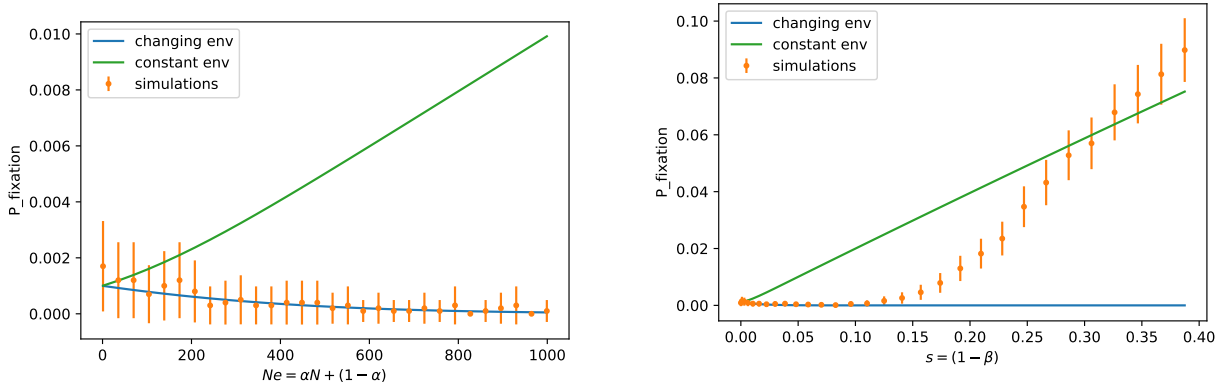 changing env
constant env
simulations
P_fixation
0.010
0.008
0.006
0.004
0.002
0.000
0 200 400 600 800 1000
Ne = αN + (1 − α)
changing env
constant env
simulations
P_fixation
0.10
0.08
0.06
0.04
0.02
0.00
0.00 0.05 0.10 0.15 0.20 0.25 0.30 0.35 0.40
s = (1 − β)